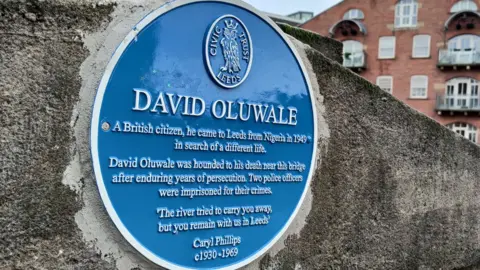 CIVIC TRUST
LEEDS
DAVID OLUWALE
A British citizen, he came to Leeds from Nigeria in 1949
in search of a different life.
David Oluwale was hounded to his death near this bridge
after enduring years of persecution. Two police officers
were imprisoned for their crimes.
'The river tried to carry you away,
but you remain with us in Leeds'
Caryl Phillips
c1930-1969